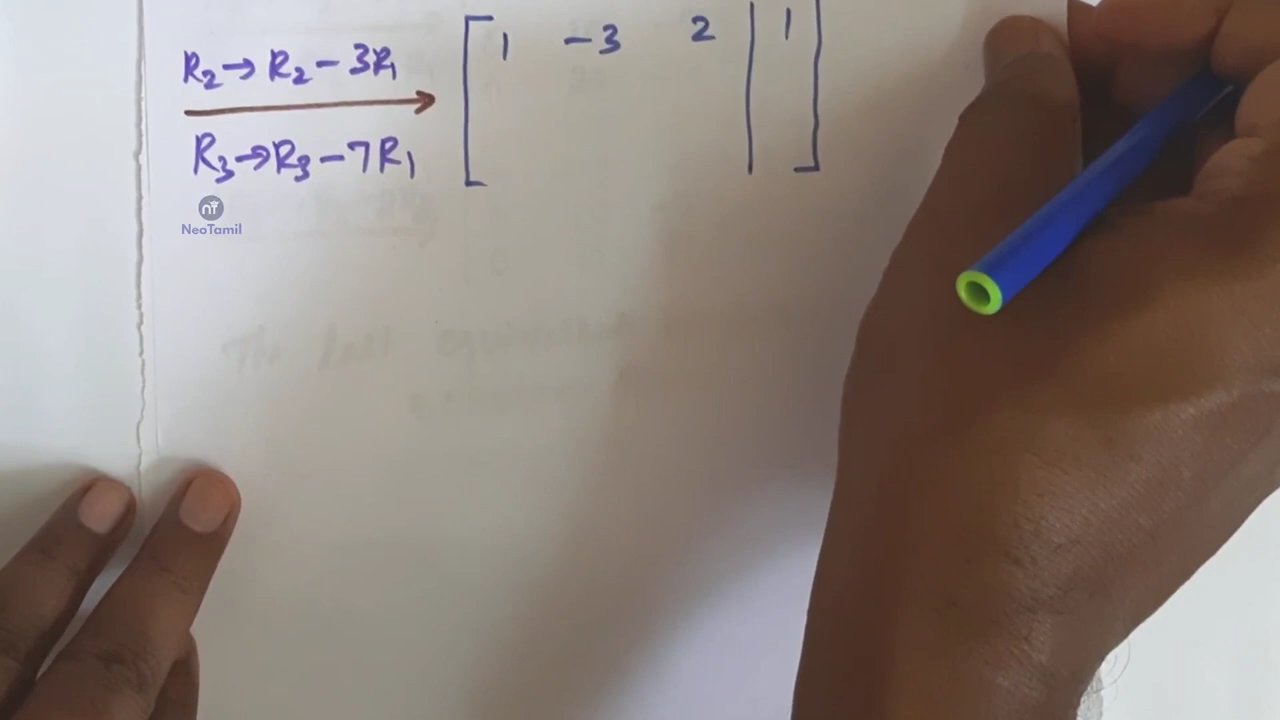 R₂→R₂-3R₁
R₃→R₃-7R₁
1 -3 2 | 1
NeoTamil